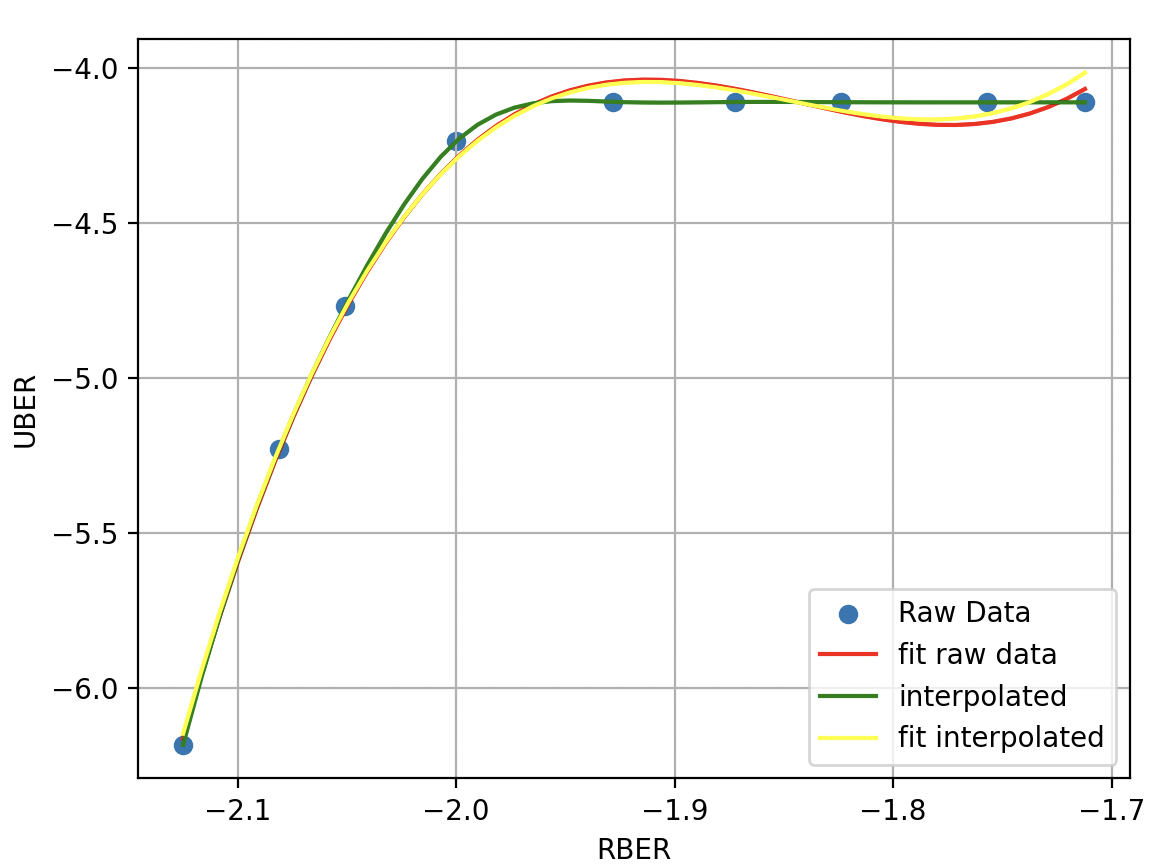 −4.0
−4.5
−5.0
−5.5
−6.0
UBER
−2.1
−2.0
−1.9
−1.8
−1.7
RBER
Raw Data
fit raw data
interpolated
fit interpolated